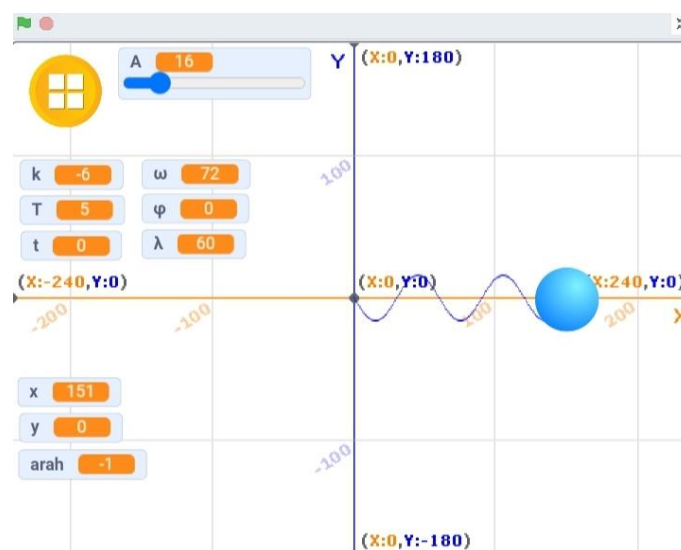 A 16
Y (X:0,Y:180)
100
k -6 ω 72
T 5 φ 0
t 0 λ 60
(X:-240,Y:0) (X:0,Y:0) X:240,Y:0)
-200 -100 100 200 X
x 151
y 0
arah -1
-100
(X:0,Y:-180)